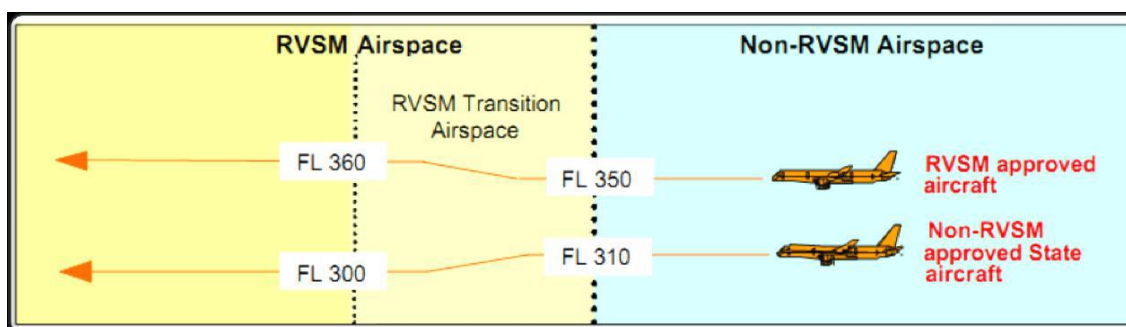 RVSM Airspace
Non-RVSM Airspace
RVSM Transition
Airspace
FL 360
FL 350
RVSM approved
aircraft
FL 300
FL 310
Non-RVSM
approved State
aircraft